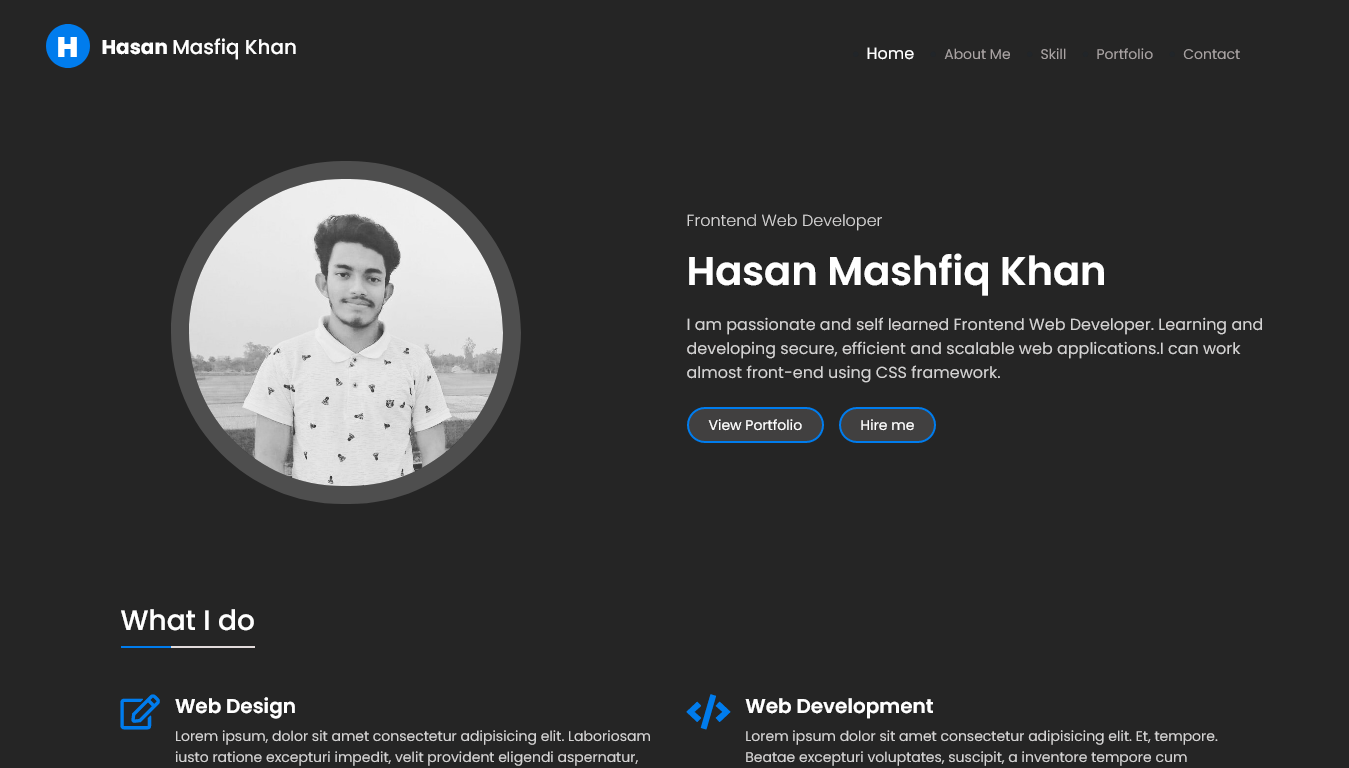 H
Hasan Masfiq Khan
Home
About Me
Skill
Portfolio
Contact
Frontend Web Developer
Hasan Mashfiq Khan
I am passionate and self learned Frontend Web Developer. Learning and
developing secure, efficient and scalable web applications.I can work
almost front-end using CSS framework.
View Portfolio
Hire me
What I do
Web Design
Lorem ipsum, dolor sit amet consectetur adipisicing elit. Laboriosam
iusto ratione excepturi impedit, velit provident eligendi aspernatur,
Web Development
Lorem ipsum dolor sit amet consectetur adipisicing elit. Et, tempore.
Beatae excepturi voluptates, suscipit, a inventore tempore cum